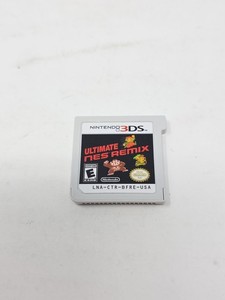 NINTENDO 3DS
ULTIMATE
NES REMIX
E
Nintendo
LNA-CTR-BFRE-USA